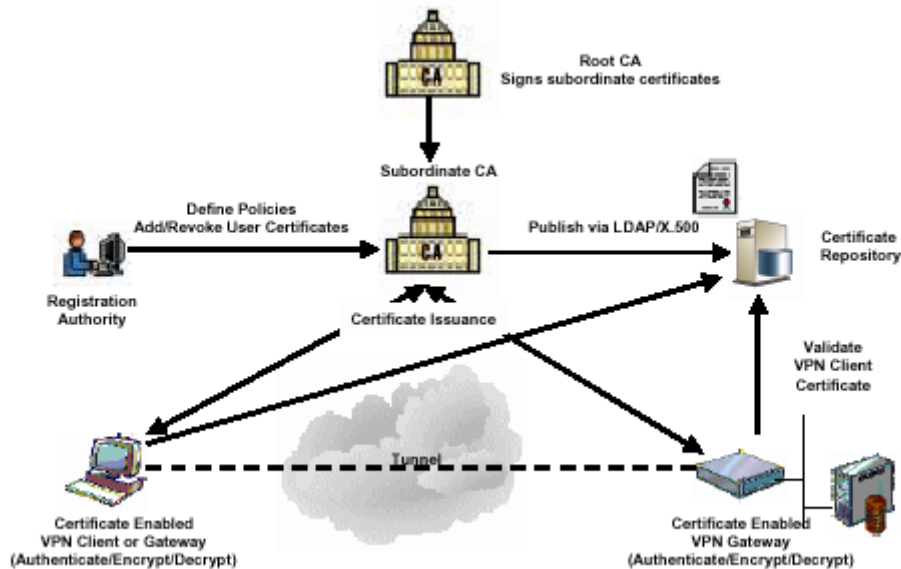 CA
Root CA
Signs subordinate certificates
Subordinate CA
Define Policies
Add/Revoke User Certificates
CA
Publish via LDAP/X.500
Certificate
Repository
Registration
Authority
Certificate Issuance
Validate
VPN Client
Certificate
Tunnel
Certificate Enabled
VPN Client or Gateway
(Authenticate/Encrypt/Decrypt)
Certificate Enabled
VPN Gateway
(Authenticate/Encrypt/Decrypt)